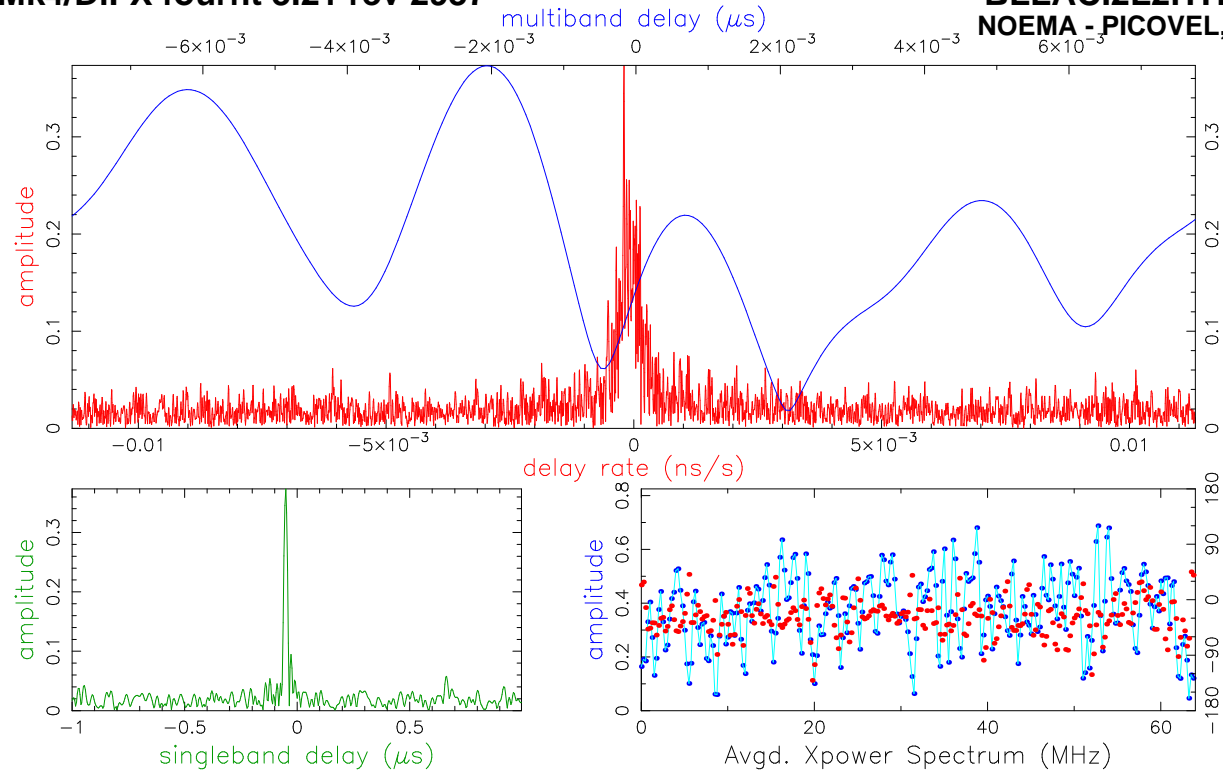 multiband delay (μs)
NOEMA - PICOVEL,
−6×10⁻³ −4×10⁻³ −2×10⁻³ 0 2×10⁻³ 4×10⁻³ 6×10⁻³
amplitude
0 0.1 0.2 0.3
0 0.1 0.2 0.3
−0.01 −5×10⁻³ 0 5×10⁻³ 0.01
delay rate (ns/s)
amplitude
0 0.1 0.2 0.3
−1 −0.5 0 0.5
singleband delay (μs)
amplitude
0 0.2 0.4 0.6 0.8
−180 −90 0 90 180
0 20 40 60
Avgd. Xpower Spectrum (MHz)